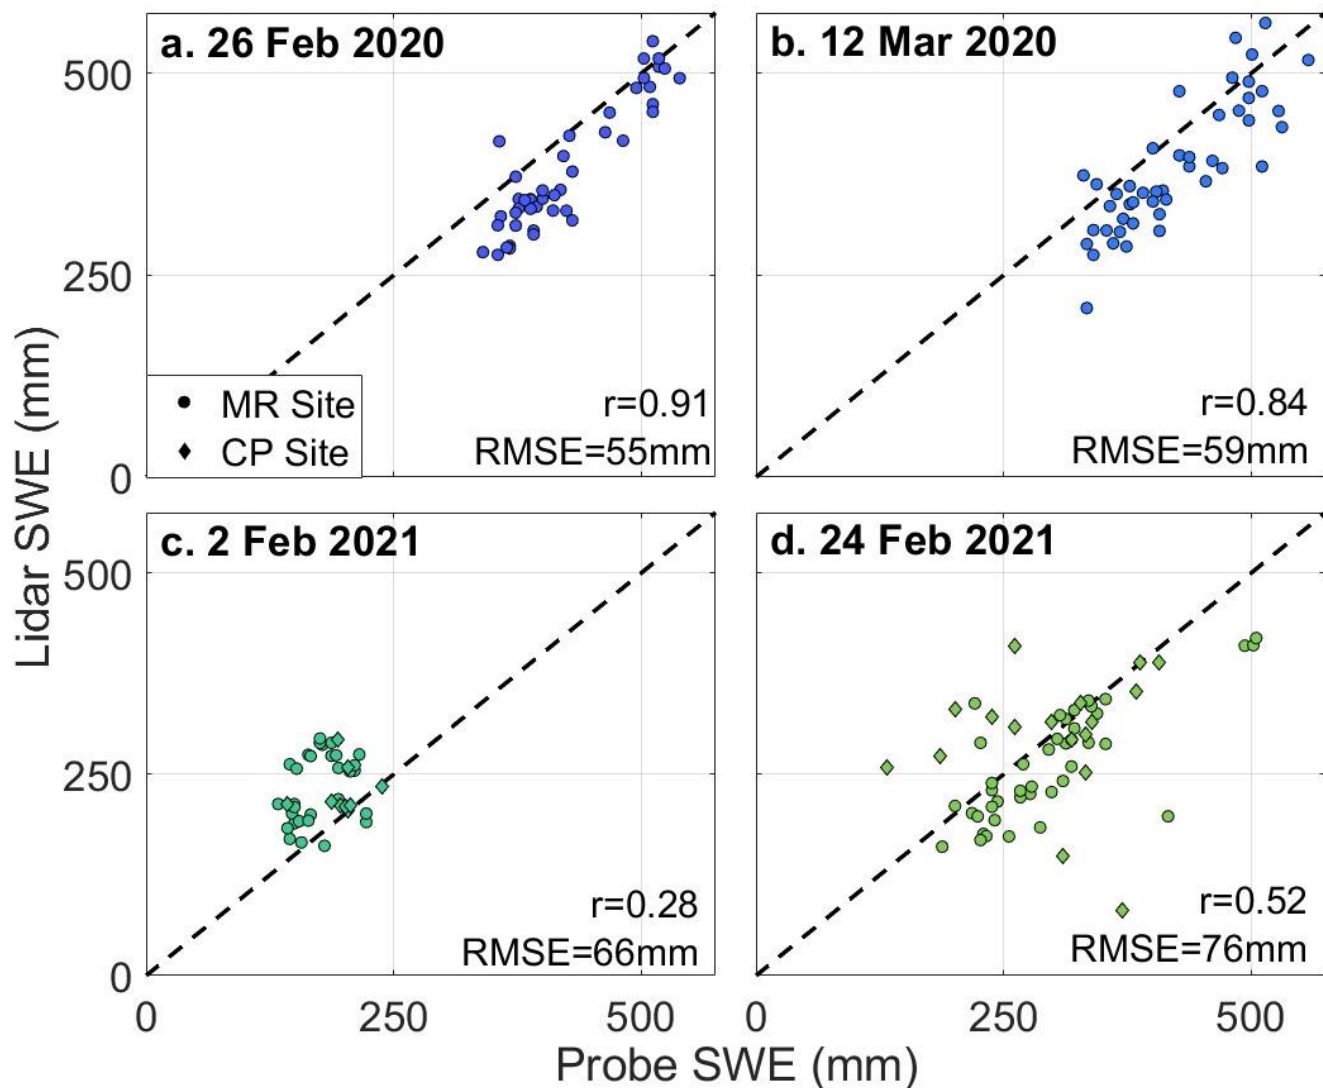 a. 26 Feb 2020
b. 12 Mar 2020
500
250
0
MR Site
CP Site
r=0.91
RMSE=55mm
r=0.84
RMSE=59mm
c. 2 Feb 2021
d. 24 Feb 2021
500
250
0
r=0.28
RMSE=66mm
r=0.52
RMSE=76mm
0
250
500
0
250
500
Lidar SWE (mm)
Probe SWE (mm)